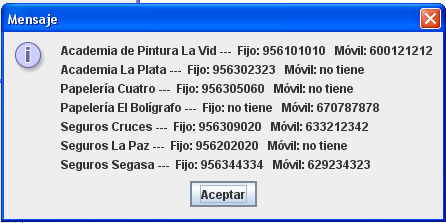 Mensaje
Academia de Pintura La Vid --- Fijo: 956101010 Móvil: 600121212
Academia La Plata --- Fijo: 956302323 Móvil: no tiene
Papelería Cuatro --- Fijo: 956305060 Móvil: no tiene
Papelería El Bolígrafo --- Fijo: no tiene Móvil: 670787878
Seguros Cruces --- Fijo: 956309020 Móvil: 633212342
Seguros La Paz --- Fijo: 956202020 Móvil: no tiene
Seguros Segasa --- Fijo: 956344334 Móvil: 629234323
Aceptar